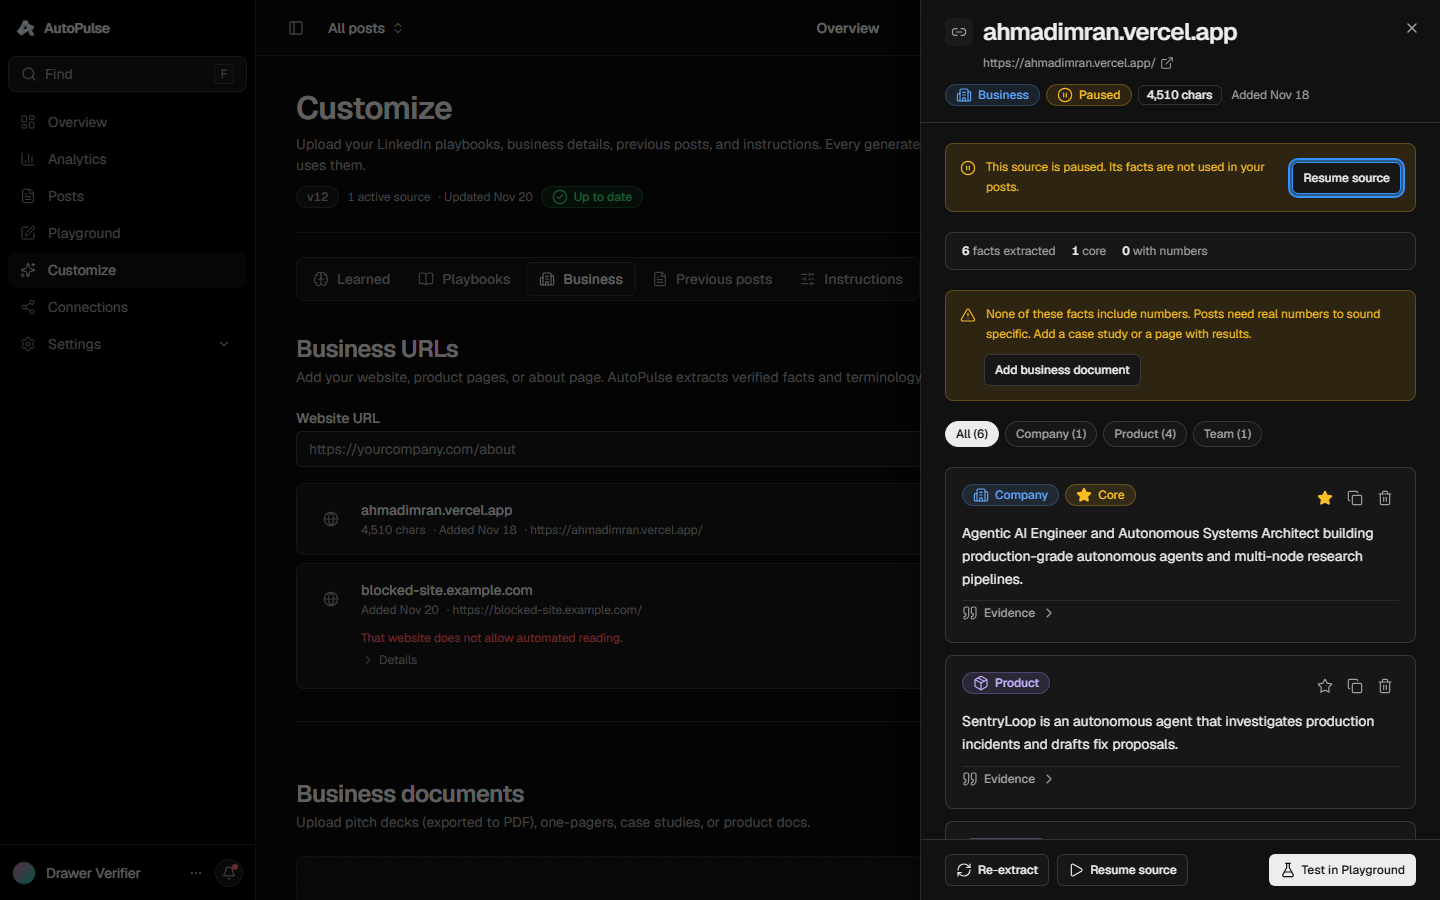 AutoPulse
Find
F
Overview
Analytics
Posts
Playground
Customize
Connections
Settings
Drawer Verifier
All posts
Overview
Customize
Upload your LinkedIn playbooks, business details, previous posts, and instructions. Every generate
uses them.
v12
1 active source · Updated Nov 20
Up to date
Learned
Playbooks
Business
Previous posts
Instructions
Business URLs
Add your website, product pages, or about page. AutoPulse extracts verified facts and terminology
Website URL
https://yourcompany.com/about
ahmadimran.vercel.app
4,510 chars · Added Nov 18 · https://ahmadimran.vercel.app/
blocked-site.example.com
Added Nov 20 · https://blocked-site.example.com/
That website does not allow automated reading.
Details
Business documents
Upload pitch decks (exported to PDF), one-pagers, case studies, or product docs.
ahmadimran.vercel.app
https://ahmadimran.vercel.app/
Business
Paused
4,510 chars
Added Nov 18
This source is paused. Its facts are not used in your
posts.
Resume source
6 facts extracted
1 core
0 with numbers
None of these facts include numbers. Posts need real numbers to sound
specific. Add a case study or a page with results.
Add business document
All (6)
Company (1)
Product (4)
Team (1)
Company
Core
Agentic AI Engineer and Autonomous Systems Architect building
production-grade autonomous agents and multi-node research
pipelines.
Evidence
Product
SentryLoop is an autonomous agent that investigates production
incidents and drafts fix proposals.
Evidence
Re-extract
Resume source
Test in Playground